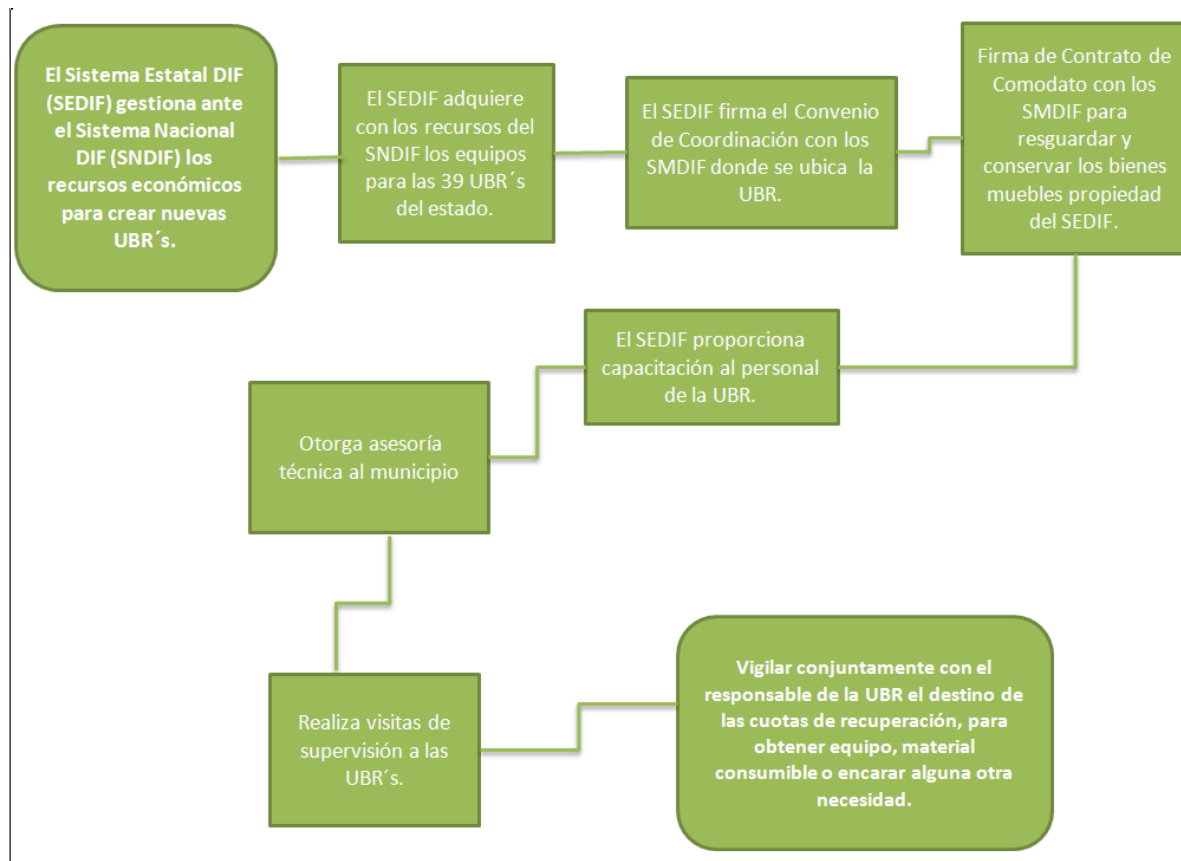 El Sistema Estatal DIF
(SEDIF) gestiona ante
el Sistema Nacional
DIF (SNDIF) los
recursos económicos
para crear nuevas
UBR´s.
El SEDIF adquiere
con los recursos del
SNDIF los equipos
para las 39 UBR´s
del estado.
El SEDIF firma el Convenio
de Coordinación con los
SMDIF donde se ubica la
UBR.
Firma de Contrato de
Comodato con los
SMDIF para
resguardar y
conservar los bienes
muebles propiedad
del SEDIF.
El SEDIF proporciona
capacitación al personal
de la UBR.
Otorga asesoría
técnica al municipio
Realiza visitas de
supervisión a las
UBR´s.
Vigilar conjuntamente con el
responsable de la UBR el destino de
las cuotas de recuperación, para
obtener equipo, material
consumible o encarar alguna otra
necesidad.